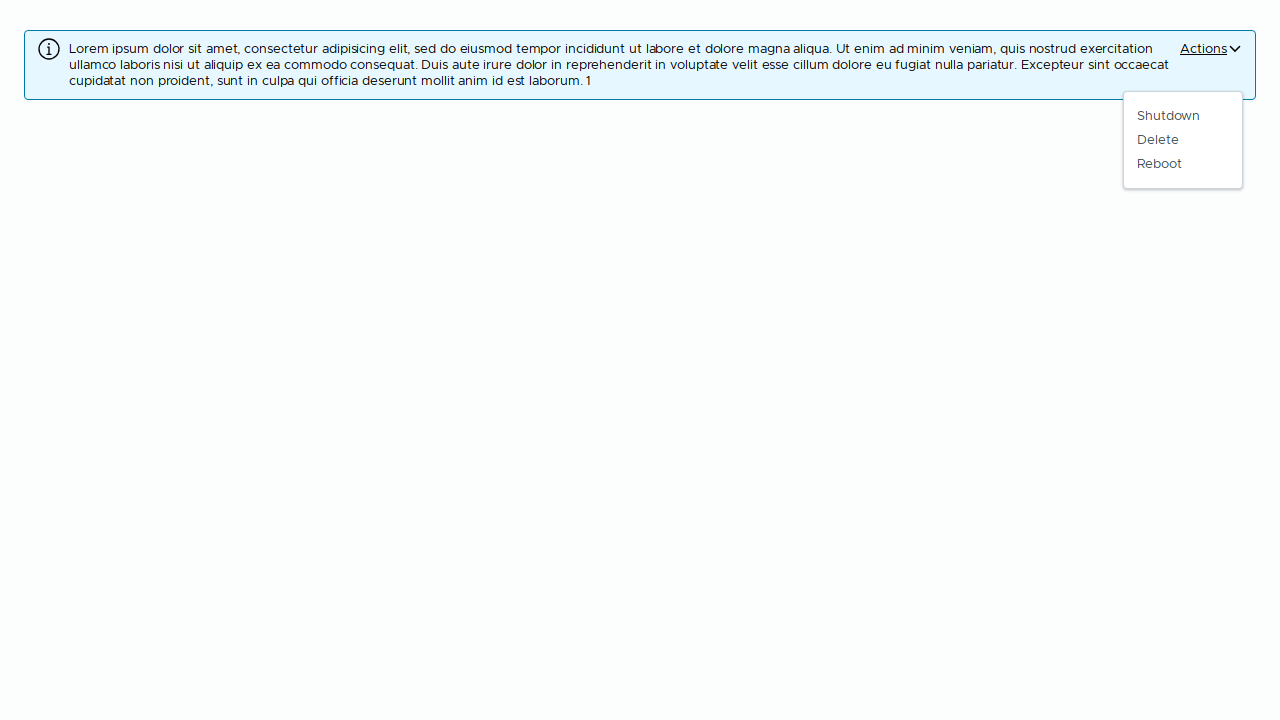 Lorem ipsum dolor sit amet, consectetur adipisicing elit, sed do eiusmod tempor incididunt ut labore et dolore magna aliqua. Ut enim ad minim veniam, quis nostrud exercitation
ullamco laboris nisi ut aliquip ex ea commodo consequat. Duis aute irure dolor in reprehenderit in voluptate velit esse cillum dolore eu fugiat nulla pariatur. Excepteur sint occaecat
cupidatat non proident, sunt in culpa qui officia deserunt mollit anim id est laborum. 1
Actions
Shutdown
Delete
Reboot